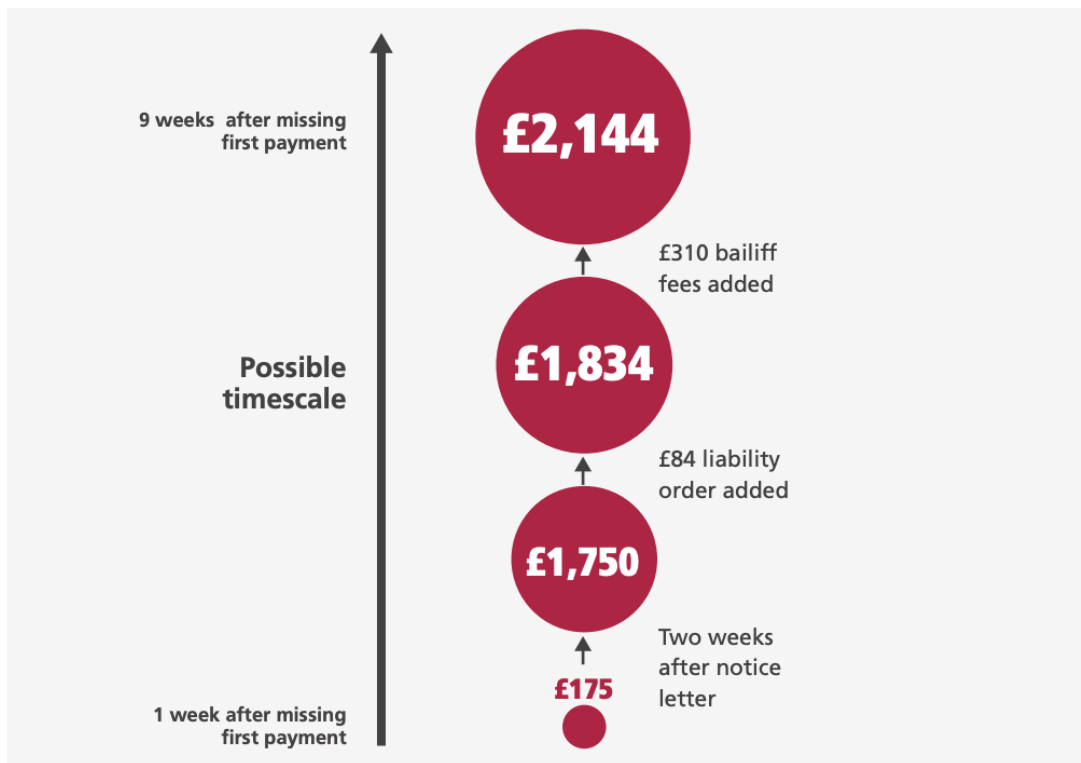 £2,144
9 weeks  after missing
first payment
£310 bailiff
fees added
£1,834
Possible
timescale
£84 liability
order added
£1,750
Two weeks
after notice
letter
£175
1 week after missing
first payment